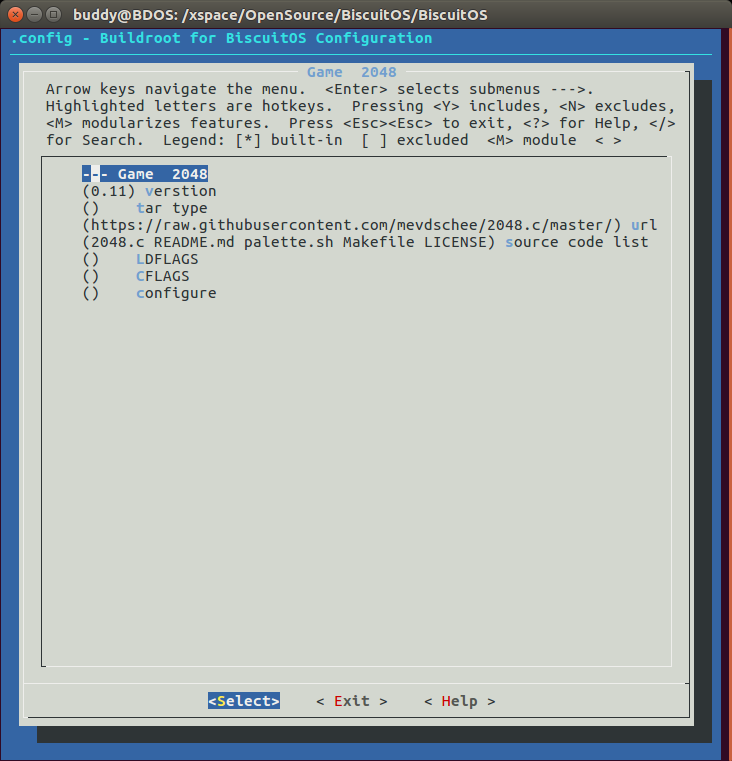 buddy@BDOS: /xspace/OpenSource/BiscuitOS/BiscuitOS
.config - Buildroot for BiscuitOS Configuration
Game  2048
Arrow keys navigate the menu.  <Enter> selects submenus --->.
Highlighted letters are hotkeys.  Pressing <Y> includes, <N> excludes,
<M> modularizes features.  Press <Esc><Esc> to exit, <?> for Help, </>
for Search.  Legend: [*] built-in  [ ] excluded  <M> module  < >
--- Game  2048
(0.11) verstion
()    tar type
(https://raw.githubusercontent.com/mevdschee/2048.c/master/) url
(2048.c README.md palette.sh Makefile LICENSE) source code list
()    LDFLAGS
()    CFLAGS
()    configure
<Select>    < Exit >    < Help >